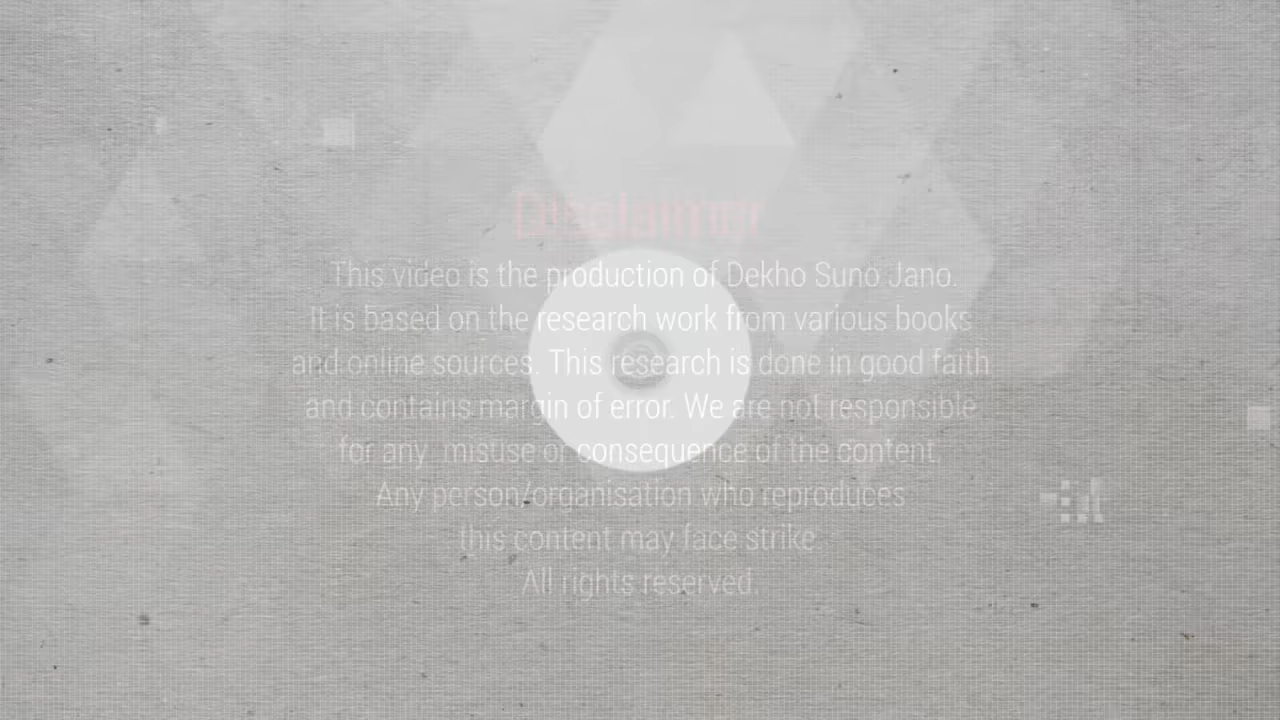 Disclaimer
This video is the production of Dekho Suno Jano.
It is based on the research work from various books
and online sources. This research is done in good faith
and contains margin of error. We are not responsible
for any  misuse or consequence of the content.
Any person/organisation who reproduces
this content may face strike
All rights reserved.